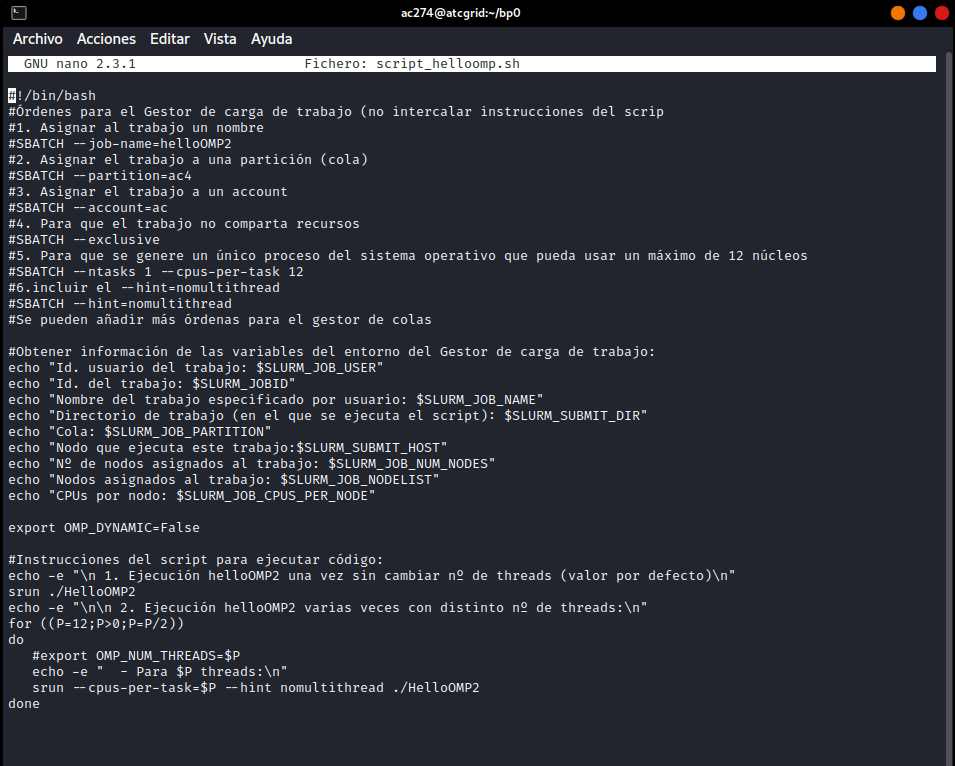 ac274@atcgrid:~/bp0
Archivo Acciones Editar Vista Ayuda
GNU nano 2.3.1 Fichero: script_helloomp.sh
#!/bin/bash
#Órdenes para el Gestor de carga de trabajo (no intercalar instrucciones del scrip
#1. Asignar al trabajo un nombre
#SBATCH --job-name=helloOMP2
#2. Asignar el trabajo a una partición (cola)
#SBATCH --partition=ac4
#3. Asignar el trabajo a un account
#SBATCH --account=ac
#4. Para que el trabajo no comparta recursos
#SBATCH --exclusive
#5. Para que se genere un único proceso del sistema operativo que pueda usar un máximo de 12 núcleos
#SBATCH --ntasks 1 --cpus-per-task 12
#6.incluir el --hint=nomultithread
#SBATCH --hint=nomultithread
#Se pueden añadir más órdenas para el gestor de colas
#Obtener información de las variables del entorno del Gestor de carga de trabajo:
echo "Id. usuario del trabajo: $SLURM_JOB_USER"
echo "Id. del trabajo: $SLURM_JOBID"
echo "Nombre del trabajo especificado por usuario: $SLURM_JOB_NAME"
echo "Directorio de trabajo (en el que se ejecuta el script): $SLURM_SUBMIT_DIR"
echo "Cola: $SLURM_JOB_PARTITION"
echo "Nodo que ejecuta este trabajo:$SLURM_SUBMIT_HOST"
echo "Nº de nodos asignados al trabajo: $SLURM_JOB_NUM_NODES"
echo "Nodos asignados al trabajo: $SLURM_JOB_NODELIST"
echo "CPUs por nodo: $SLURM_JOB_CPUS_PER_NODE"
export OMP_DYNAMIC=False
#Instrucciones del script para ejecutar código:
echo -e "\n 1. Ejecución helloOMP2 una vez sin cambiar nº de threads (valor por defecto)\n"
srun ./HelloOMP2
echo -e "\n\n 2. Ejecución helloOMP2 varias veces con distinto nº de threads:\n"
for ((P=12;P>0;P=P/2))
do
   #export OMP_NUM_THREADS=$P
   echo -e "  - Para $P threads:\n"
   srun --cpus-per-task=$P --hint nomultithread ./HelloOMP2
done